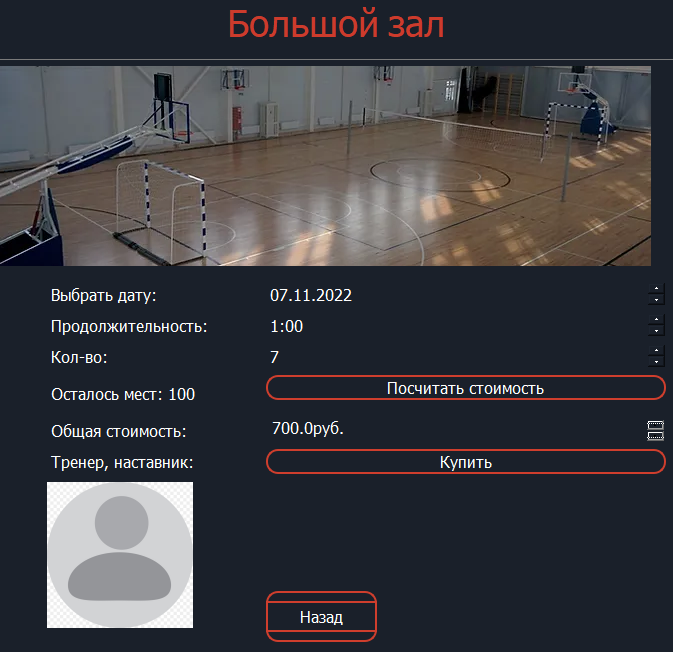 Большой зал
Выбрать дату: 07.11.2022
Продолжительность: 1:00
Кол-во: 7
Осталось мест: 100 Посчитать стоимость
Общая стоимость: 700.0руб.
Тренер, наставник: Купить
Назад